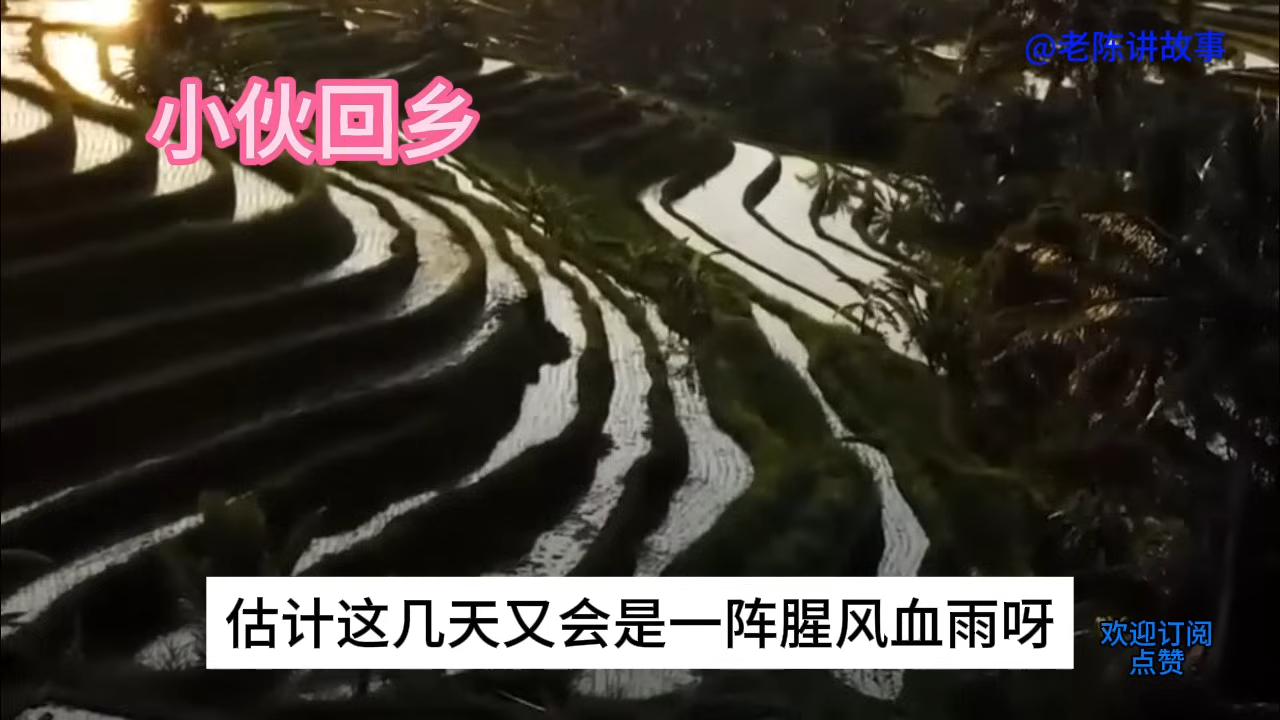 @老陈讲故事
小伙回乡
估计这几天又会是一阵腥风血雨呀
欢迎订阅
点赞